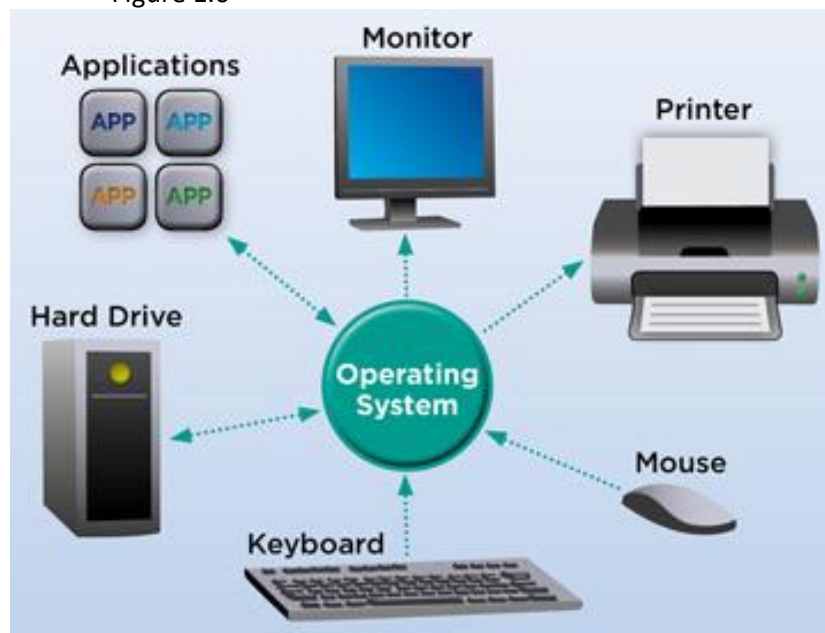 Monitor
Applications
APP APP
APP APP
Printer
Hard Drive
Operating
System
Mouse
Keyboard